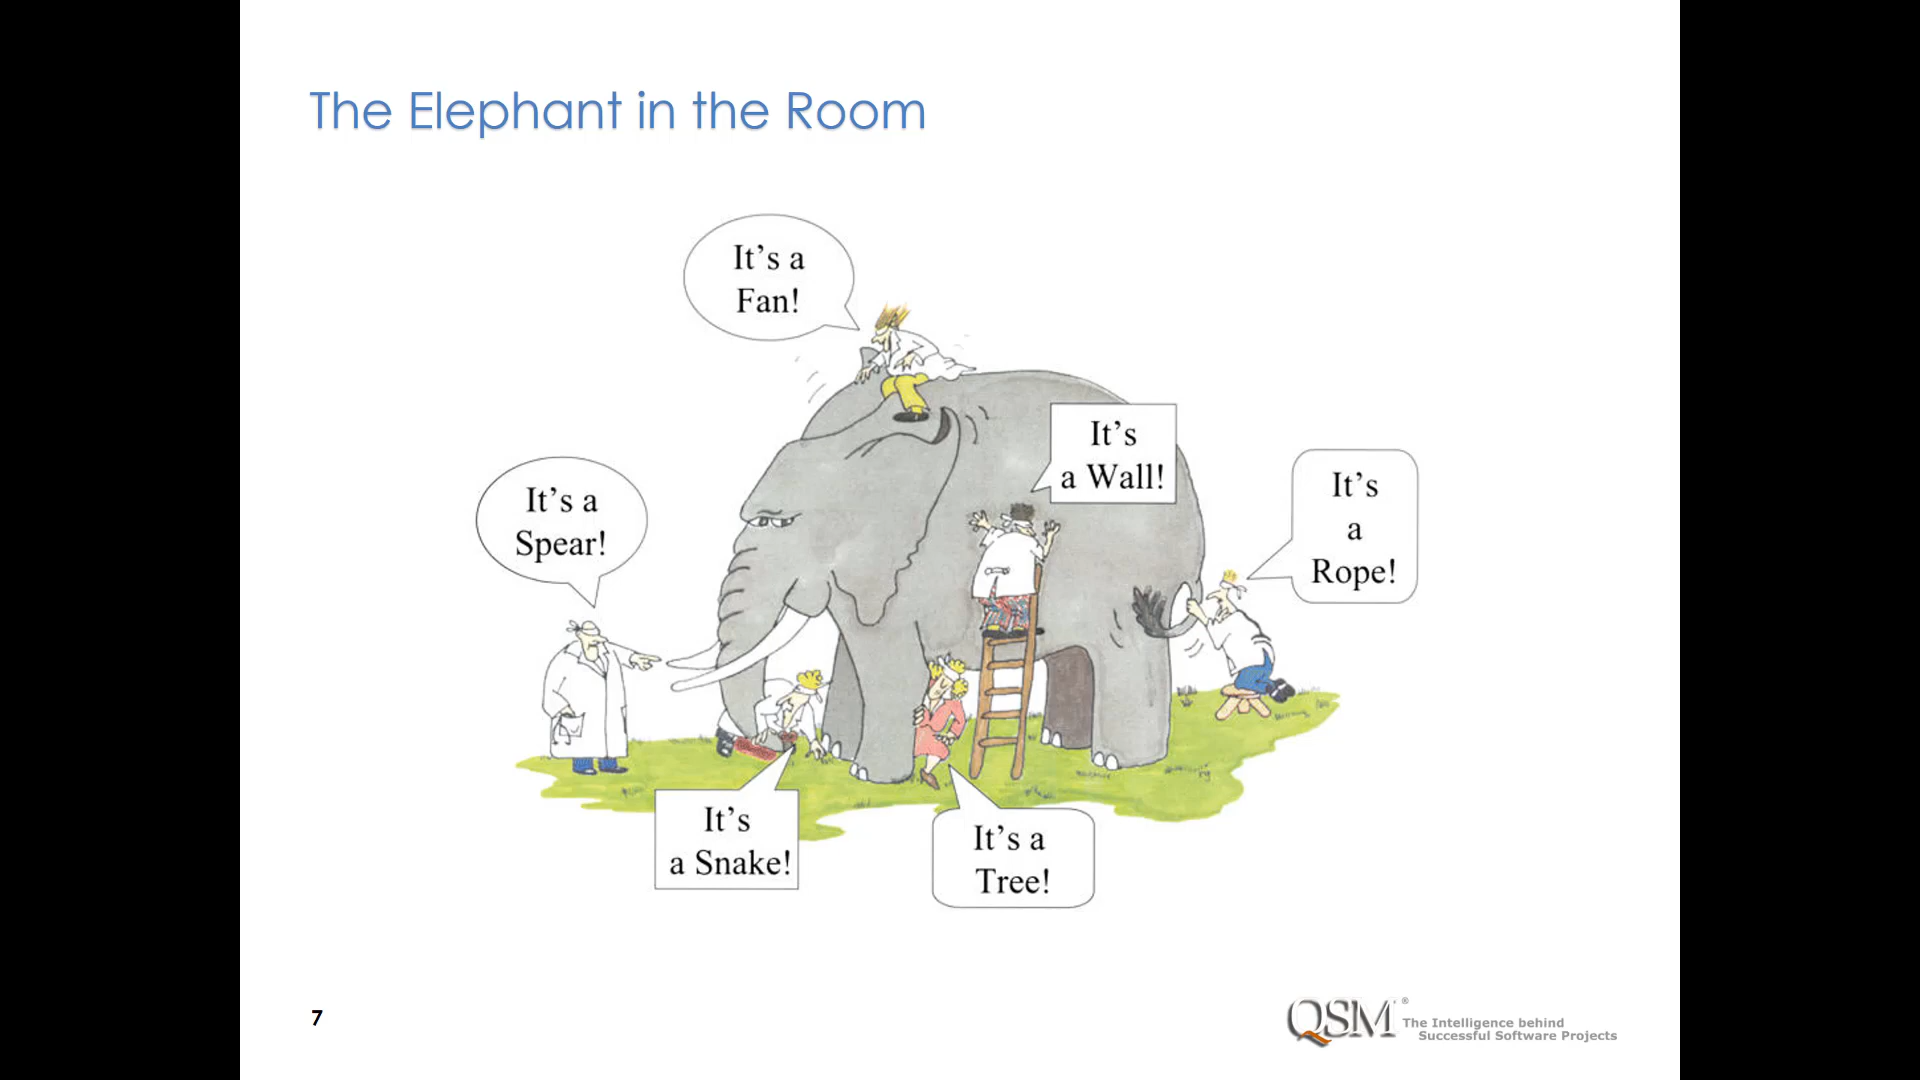 The Elephant in the Room
It's a
Fan!
It's
a Wall!
It's a
Spear!
It's
a
Rope!
It's
a Snake!
It's a
Tree!
7
QSM®
The Intelligence behind
Successful Software Projects